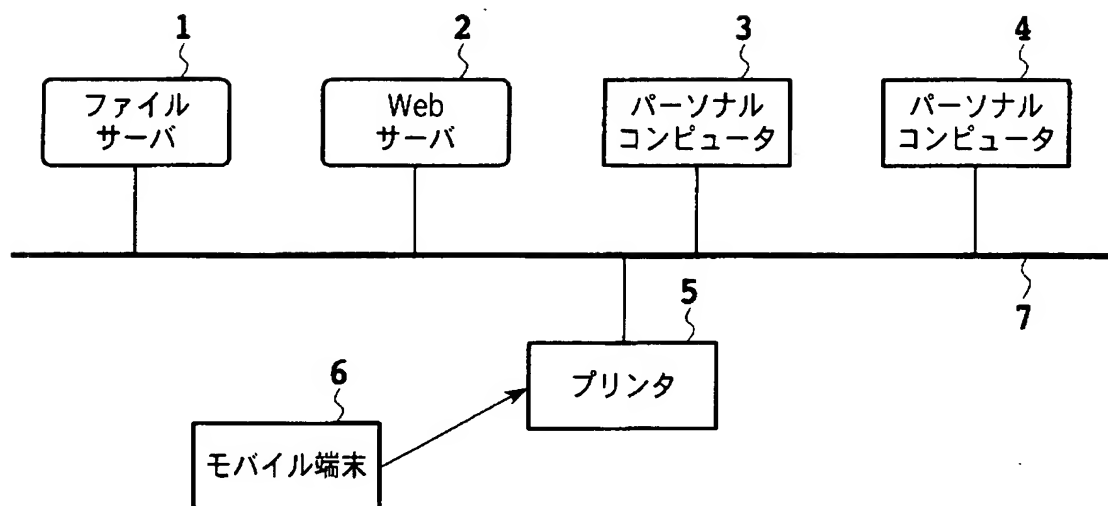 1
2
3
4
ファイル
サーバ
Web
サーバ
パーソナル
コンピュータ
パーソナル
コンピュータ
5
7
プリンタ
6
モバイル端末